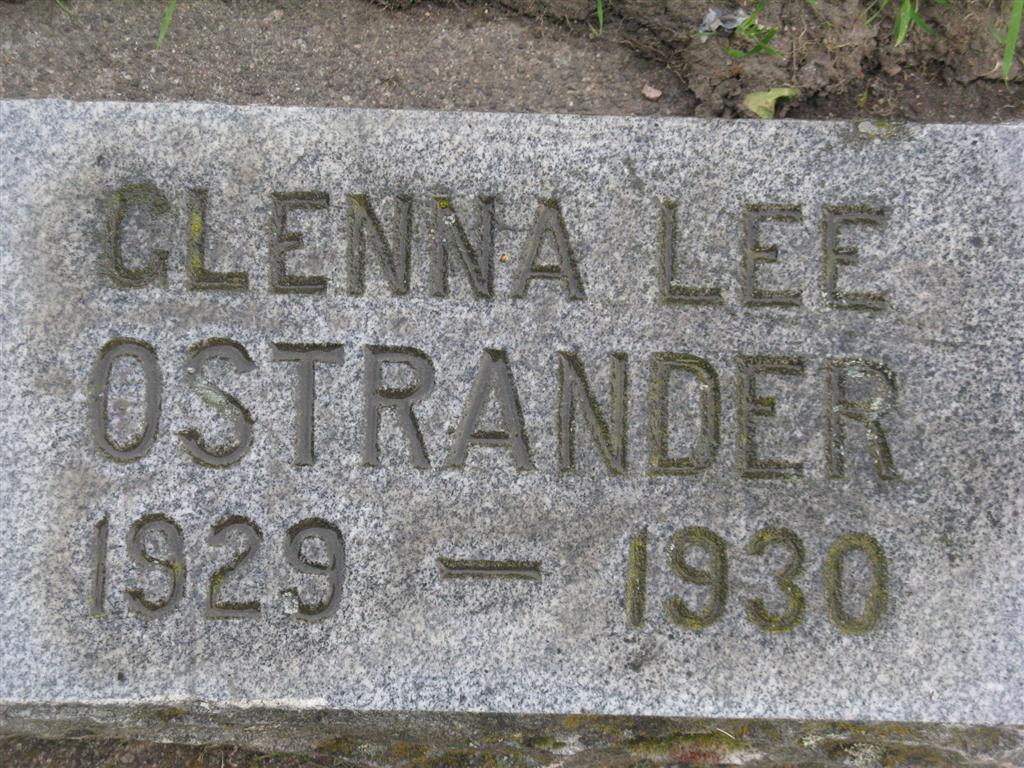 GLENNA LEE
OSTRANDER
1929 — 1930